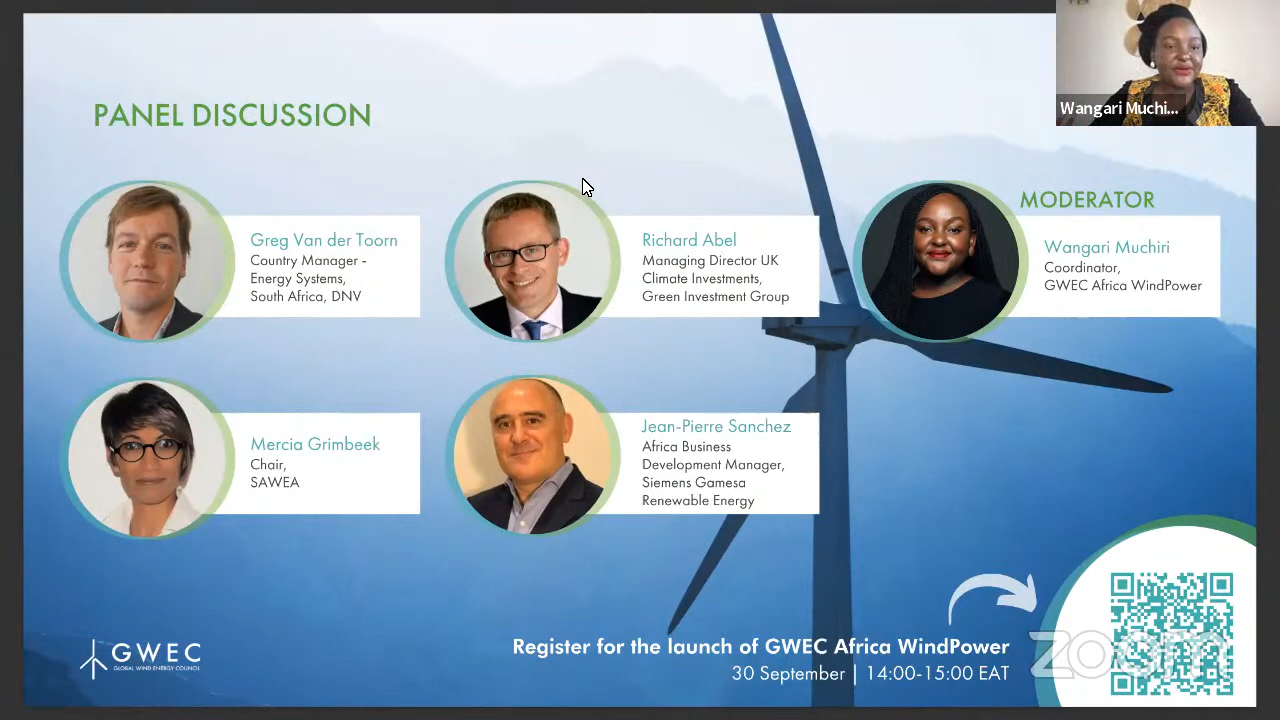 Wangari Muchi...
PANEL DISCUSSION
Greg Van der Toorn
Country Manager -
Energy Systems,
South Africa, DNV
Richard Abel
Managing Director UK
Climate Investments,
Green Investment Group
MODERATOR
Wangari Muchiri
Coordinator,
GWEC Africa WindPower
Mercia Grimbeek
Chair,
SAWEA
Jean-Pierre Sanchez
Africa Business
Development Manager,
Siemens Gamesa
Renewable Energy
GWEC
GLOBAL WIND ENERGY COUNCIL
Register for the launch of GWEC Africa WindPower
30 September | 14:00-15:00 EAT
zoom